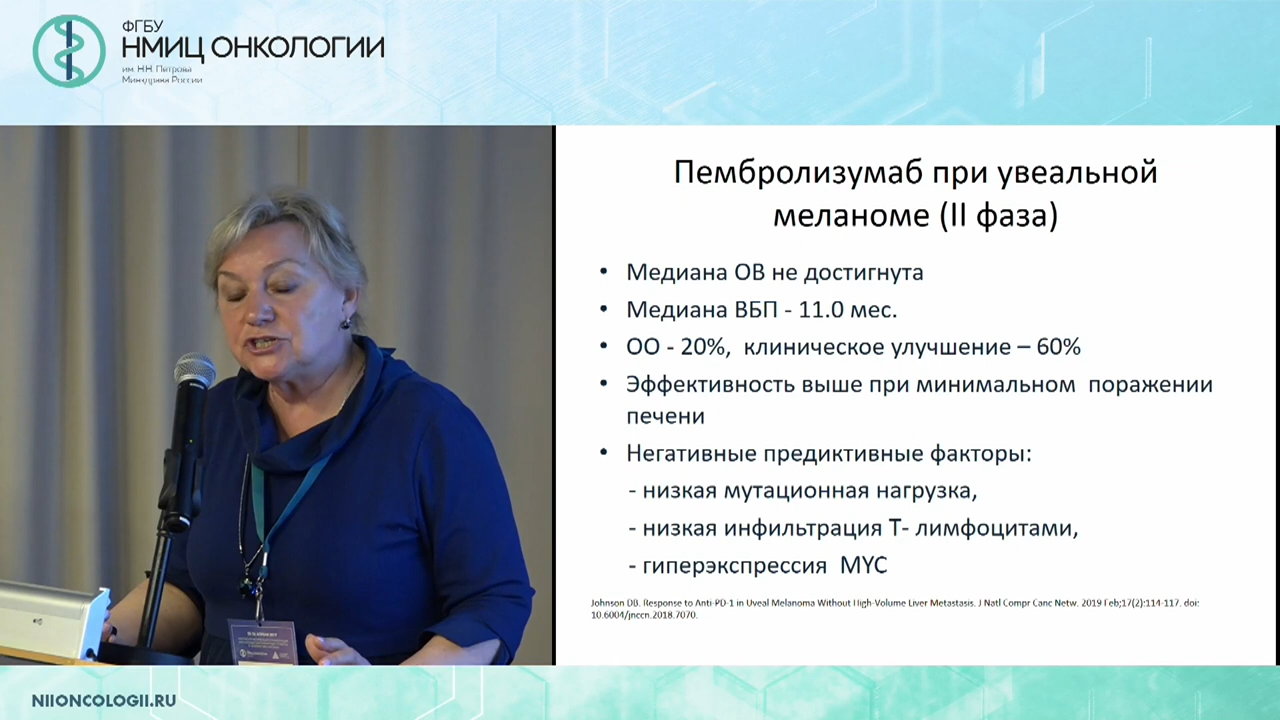 ФГБУ
НМИЦ ОНКОЛОГИИ
им. Н.Н. Петрова
Минздрава России
Пембролизумаб при увеальной
меланоме (II фаза)
• Медиана ОВ не достигнута
• Медиана ВБП - 11.0 мес.
• ОО - 20%, клиническое улучшение – 60%
• Эффективность выше при минимальном поражении
печени
• Негативные предиктивные факторы:
- низкая мутационная нагрузка,
- низкая инфильтрация Т- лимфоцитами,
- гиперэкспрессия MYC
Johnson DB. Response to Anti-PD-1 in Uveal Melanoma Without High-Volume Liver Metastasis. J Natl Compr Canc Netw. 2019 Feb;17(2):114-117. doi:
10.6004/jnccn.2018.7070.
NIIONCOLOGII.RU